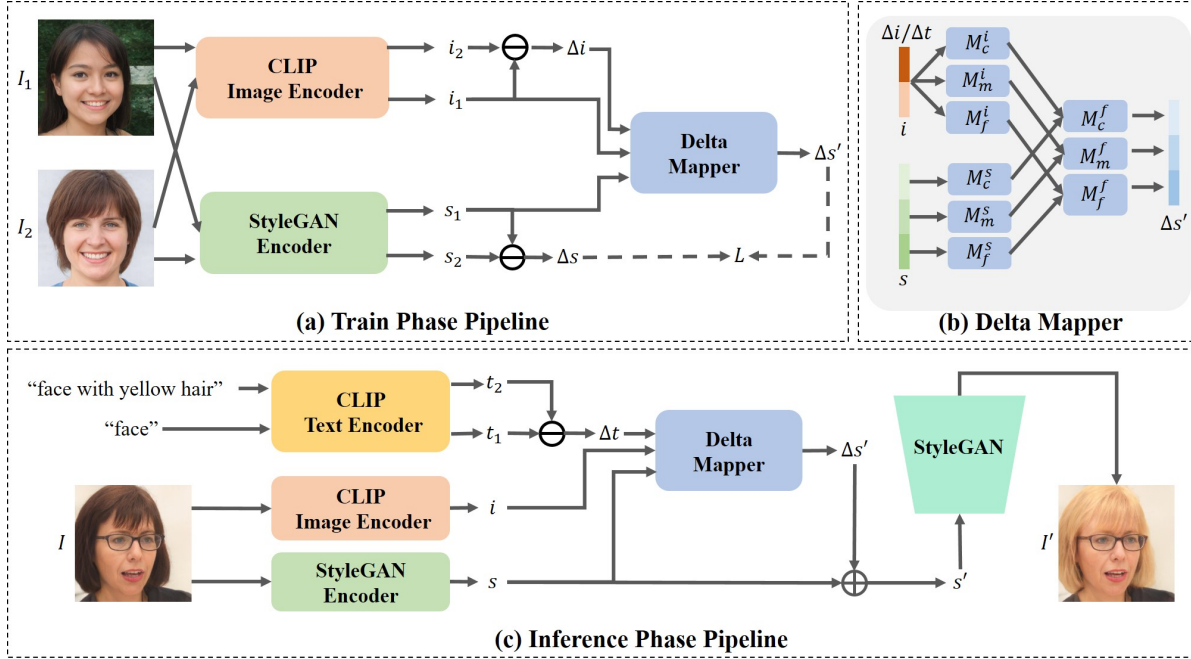 I₁
I₂
CLIP
Image Encoder
StyleGAN
Encoder
i₂
Δi
i₁
s₁
s₂
Δs
L
Delta
Mapper
Δs′
(a) Train Phase Pipeline
Δi/Δt
i
s
M_c^i
M_m^i
M_f^i
M_c^s
M_m^s
M_f^s
M_c^f
M_m^f
M_f^f
Δs′
(b) Delta Mapper
“face with yellow hair”
“face”
CLIP
Text Encoder
t₂
t₁
Δt
I
CLIP
Image Encoder
i
StyleGAN
Encoder
s
Delta
Mapper
Δs′
s′
StyleGAN
I′
(c) Inference Phase Pipeline